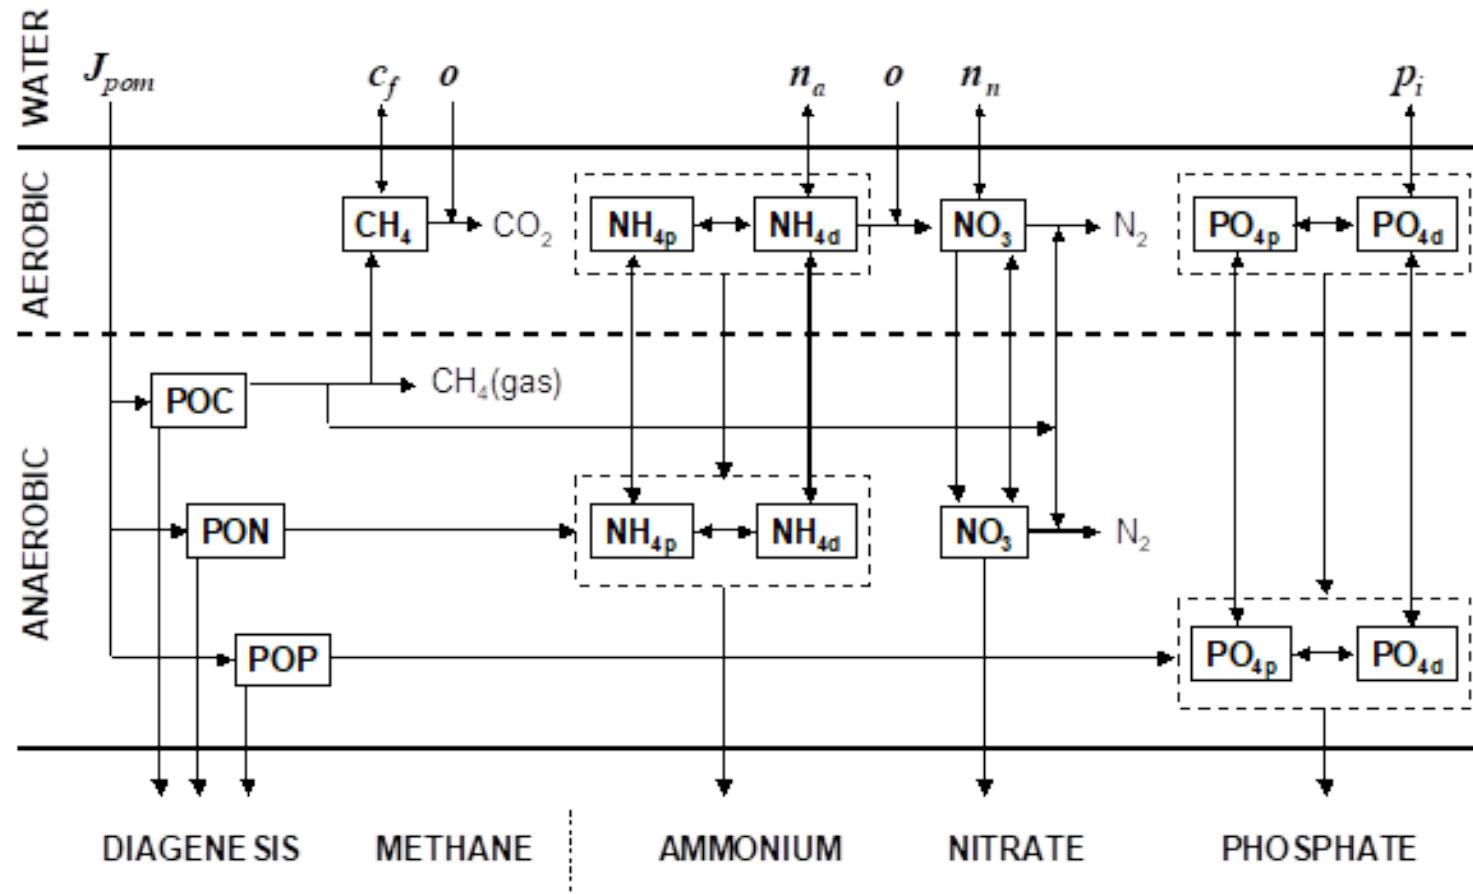 WATER
J_pom c_f o n_a o n_n p_i
AEROBIC
CH₄ CO₂ NH₄p NH₄d NO₃ N₂ PO₄p PO₄d
ANAEROBIC
POC CH₄(gas)
PON NH₄p NH₄d NO₃ N₂
POP PO₄p PO₄d
DIAGENESIS METHANE AMMONIUM NITRATE PHOSPHATE